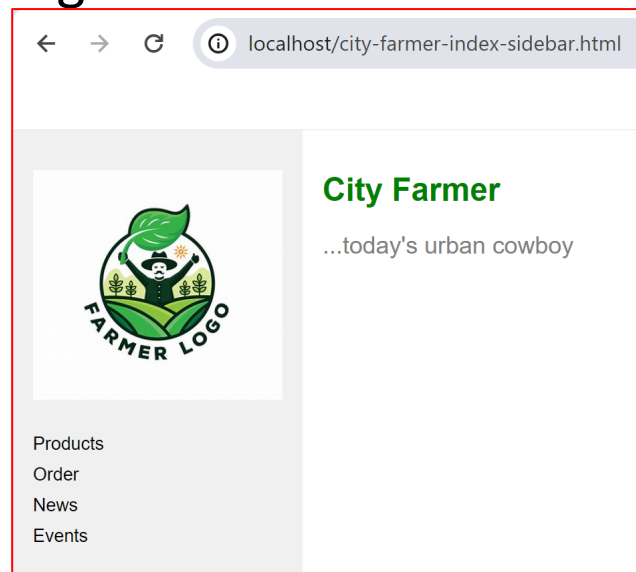 localhost/city-farmer-index-sidebar.html
City Farmer
...today's urban cowboy
FARMER LOGO
Products
Order
News
Events